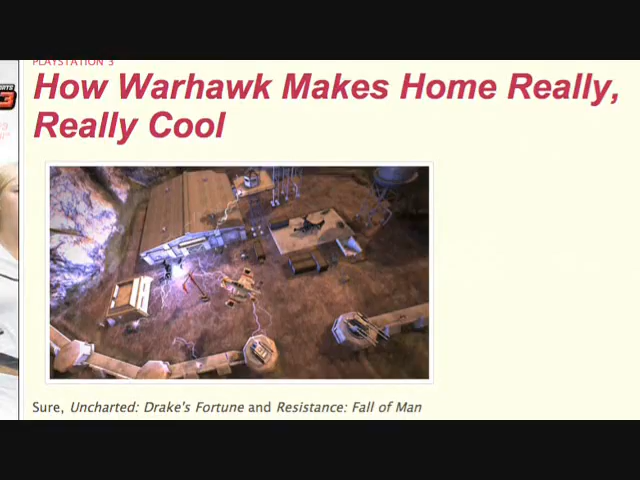 PLAYSTATION 3
How Warhawk Makes Home Really,
Really Cool
Sure, Uncharted: Drake's Fortune and Resistance: Fall of Man